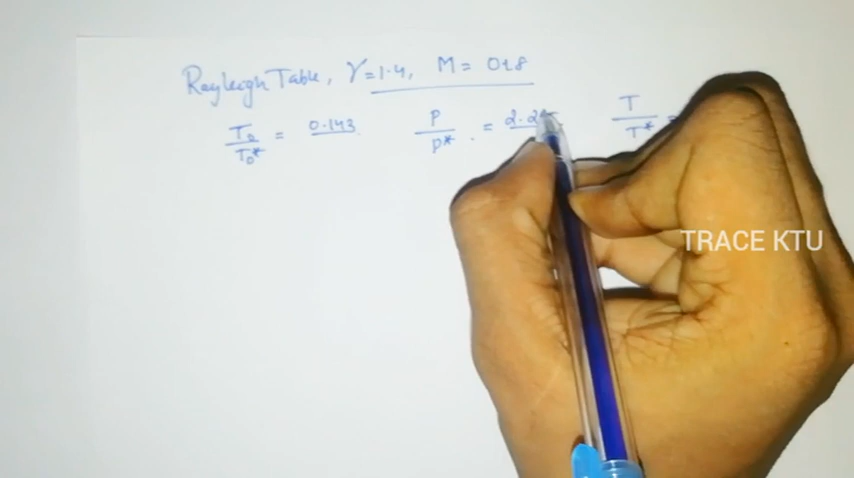 Rayleigh Table, γ=1.4, M = 0.18
T₀/T₀* = 0.143 P/P* = 2.2 T/T* =
TRACE KTU